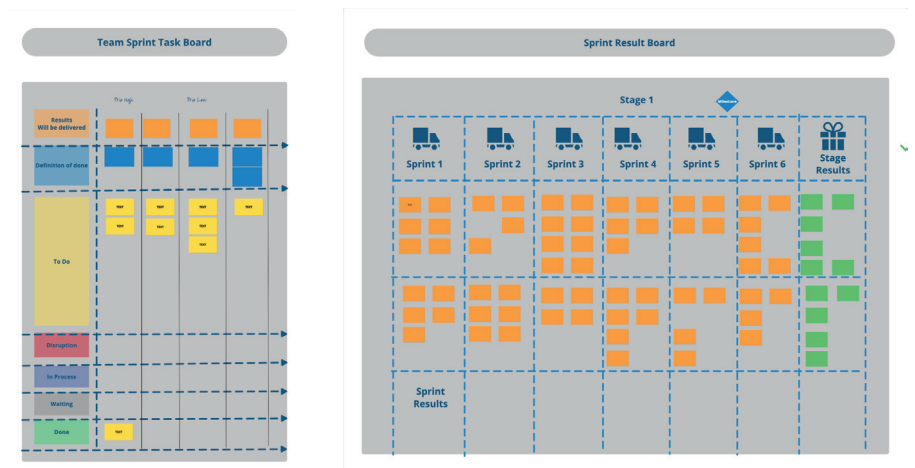 Team Sprint Task Board
Results
Will be delivered
Definition of done
TEXT
TEXT
TEXT
TEXT
TEXT
TEXT
TEXT
TEXT
To Do
Disruption
In Process
Waiting
Done
TEXT
Sprint Result Board
Stage 1
Milestone
Sprint 1
Sprint 2
Sprint 3
Sprint 4
Sprint 5
Sprint 6
Stage
Results
Sprint
Results